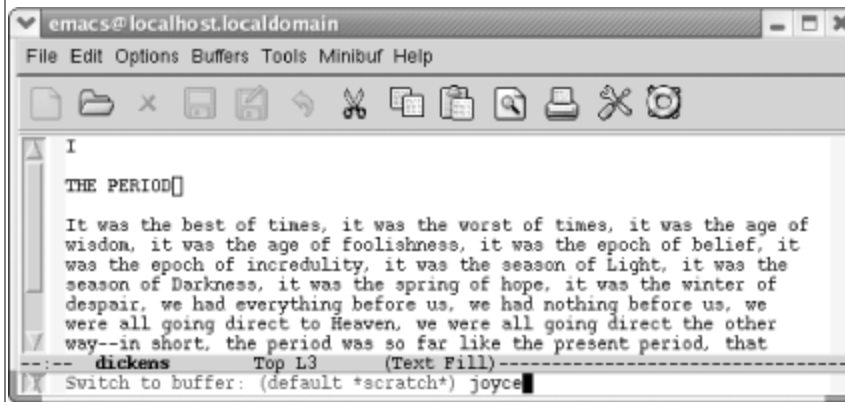 emacs@localhost.localdomain
File Edit Options Buffers Tools Minibuf Help
I
THE PERIOD
It was the best of times, it was the worst of times, it was the age of
wisdom, it was the age of foolishness, it was the epoch of belief, it
was the epoch of incredulity, it was the season of Light, it was the
season of Darkness, it was the spring of hope, it was the winter of
despair, we had everything before us, we had nothing before us, we
were all going direct to Heaven, we were all going direct the other
way--in short, the period was so far like the present period, that
--:-- dickens Top L3 (Text Fill)----------------------------------
Switch to buffer: (default *scratch*) joyce